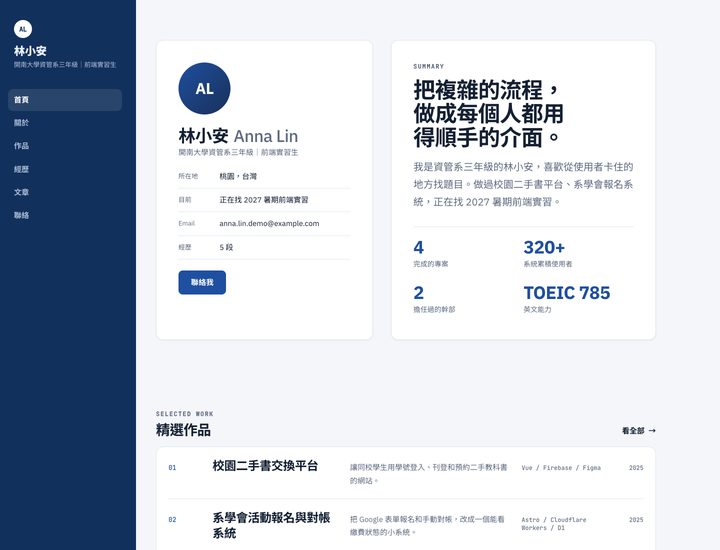 AL
林小安
開南大學資管系三年級｜前端實習生
首頁
關於
作品
經歷
文章
聯絡
AL
林小安 Anna Lin
開南大學資管系三年級｜前端實習生
所在地 桃園，台灣
目前 正在找 2027 暑期前端實習
Email anna.lin.demo@example.com
經歷 5 段
聯絡我
SUMMARY
把複雜的流程，
做成每個人都用
得順手的介面。
我是資管系三年級的林小安，喜歡從使用者卡住的
地方找題目。做過校園二手書平台、系學會報名系
統，正在找 2027 暑期前端實習。
4
完成的專案
320+
系統累積使用者
2
擔任過的幹部
TOEIC 785
英文能力
SELECTED WORK
精選作品
看全部 →
01 校園二手書交換平台
讓同校學生用學號登入、刊登和預約二手教科書
的網站。
Vue / Firebase / Figma
2025
02 系學會活動報名與對帳
系統
把 Google 表單報名和手動對帳，改成一個能看
繳費狀態的小系統。
Astro / Cloudflare
Workers / D1
2025